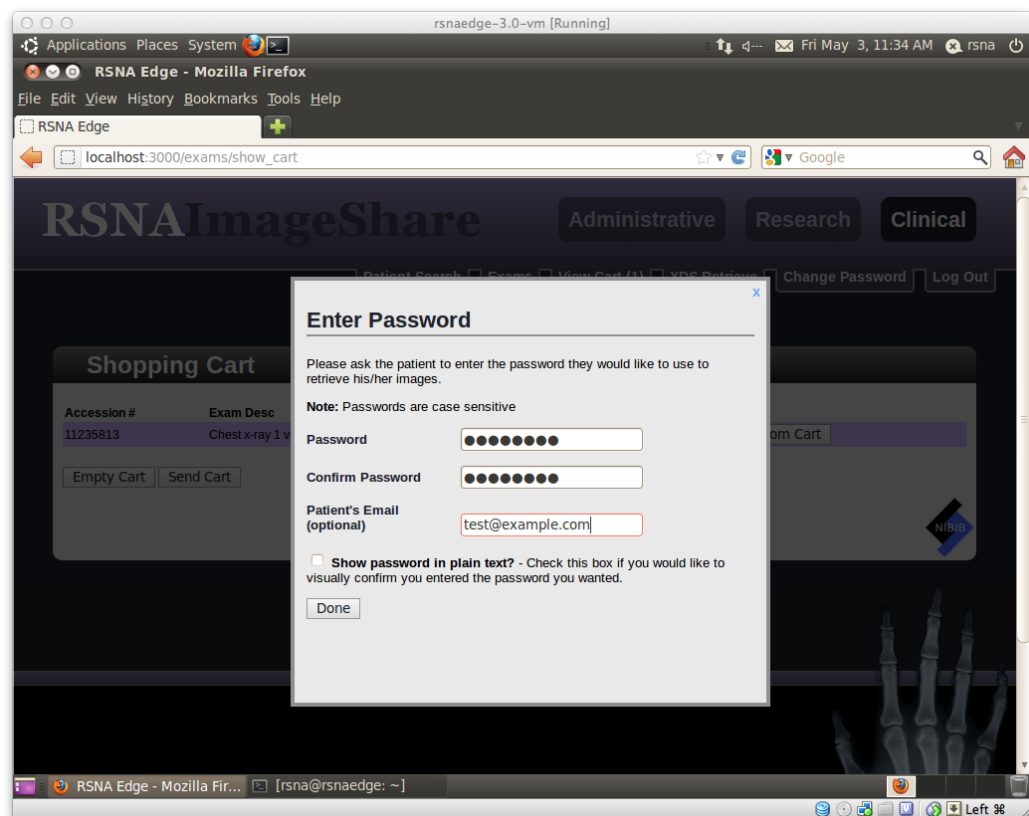 rsnaedge-3.0-vm [Running]
Applications Places System
Fri May 3, 11:34 AM rsna
RSNA Edge - Mozilla Firefox
File Edit View History Bookmarks Tools Help
RSNA Edge
localhost:3000/exams/show_cart
Google
RSNAImageShare
Administrative
Research
Clinical
Patient Search Exams View Cart (1) XDS Retrieve Change Password Log Out
x
Enter Password
Shopping Cart
Please ask the patient to enter the password they would like to use to
retrieve his/her images.
Accession # Exam Desc
Note: Passwords are case sensitive
11235813 Chest x-ray 1 v
om Cart
Password ●●●●●●●●
Empty Cart Send Cart
Confirm Password ●●●●●●●●
Patient's Email
(optional) test@example.com
NIBIB
Show password in plain text? - Check this box if you would like to
visually confirm you entered the password you wanted.
Done
RSNA Edge - Mozilla Fir... [rsna@rsnaedge: ~]
Left ⌘